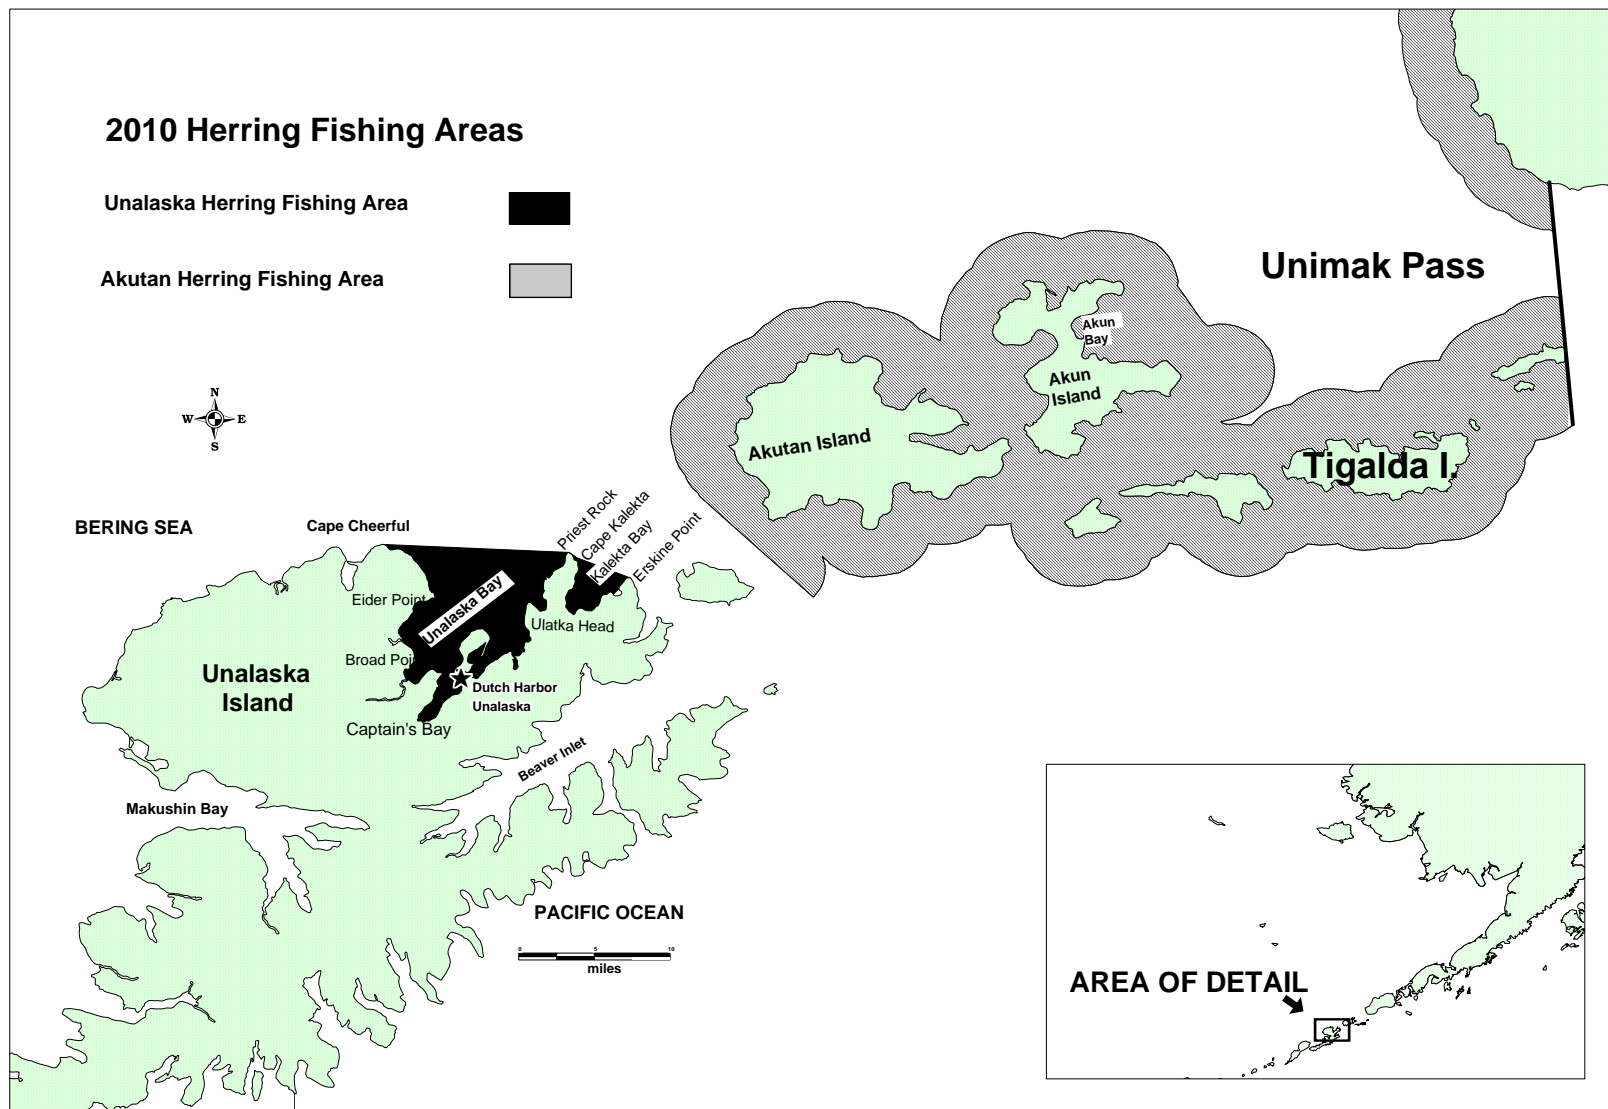 2010 Herring Fishing Areas
Unalaska Herring Fishing Area
Akutan Herring Fishing Area
Unimak Pass
Akun
Bay
Akun
Island
Akutan Island
Tigalda I.
N
W
E
S
BERING SEA
Cape Cheerful
Priest Rock
Cape Kalekta
Kalekta Bay
Erskine Point
Eider Point
Unalaska Bay
Ulatka Head
Broad Poin
Unalaska
Island
Dutch Harbor
Unalaska
Captain's Bay
Beaver Inlet
Makushin Bay
PACIFIC OCEAN
0 5 10
miles
AREA OF DETAIL